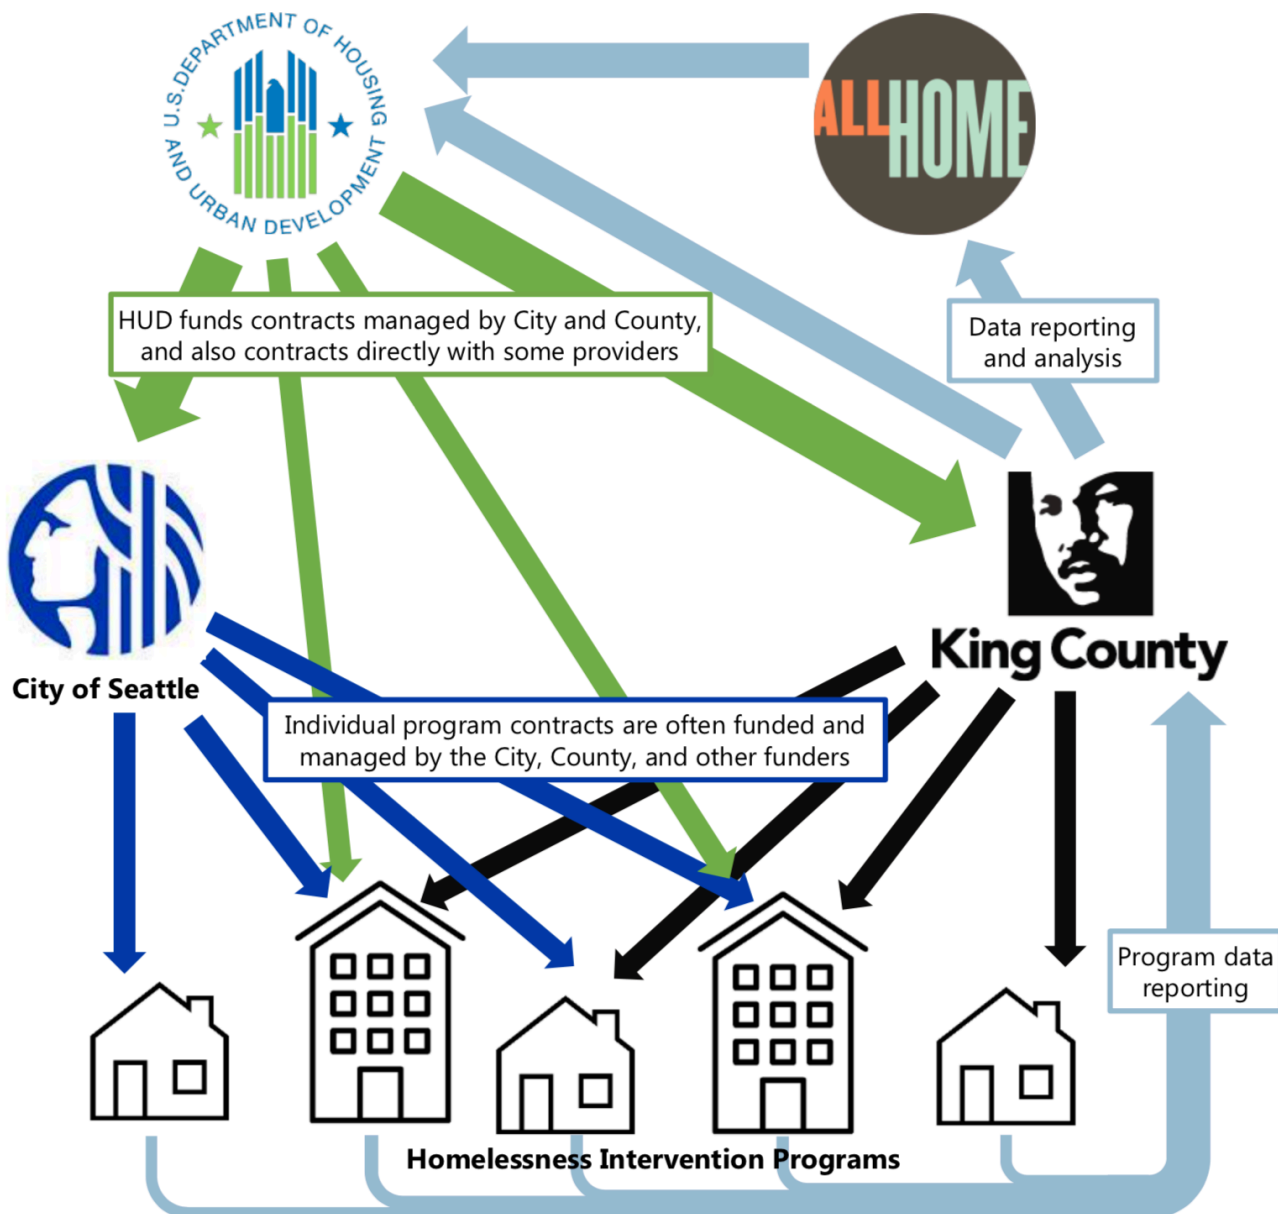 U.S. DEPARTMENT OF HOUSING
AND URBAN DEVELOPMENT
ALL HOME
HUD funds contracts managed by City and County,
and also contracts directly with some providers
Data reporting
and analysis
King County
City of Seattle
Individual program contracts are often funded and
managed by the City, County, and other funders
Program data
reporting
Homelessness Intervention Programs